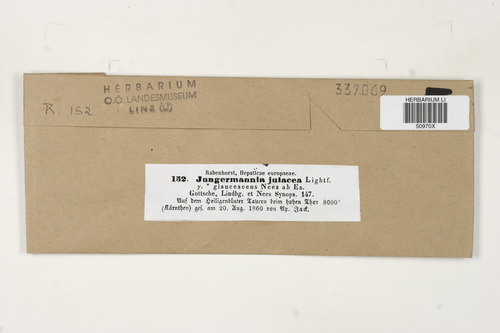 HERBARIUM
O.Ö. LANDESMUSEUM
LINZ
R. 152
337069
HERBARIUM LI
50970X
Rabenhorst, Hepaticae europaeae.
152. Jungermannia julacea Lightf.
γ. * glaucescens Nees ab Es.
Gottsche, Lindbg. et Nees Synops. 147.
Auf dem Heiligenbluter Tauern beim hohen Thor 8000'
(Kärnthen) ges. am 20. Aug. 1860 von Ap. Jack.